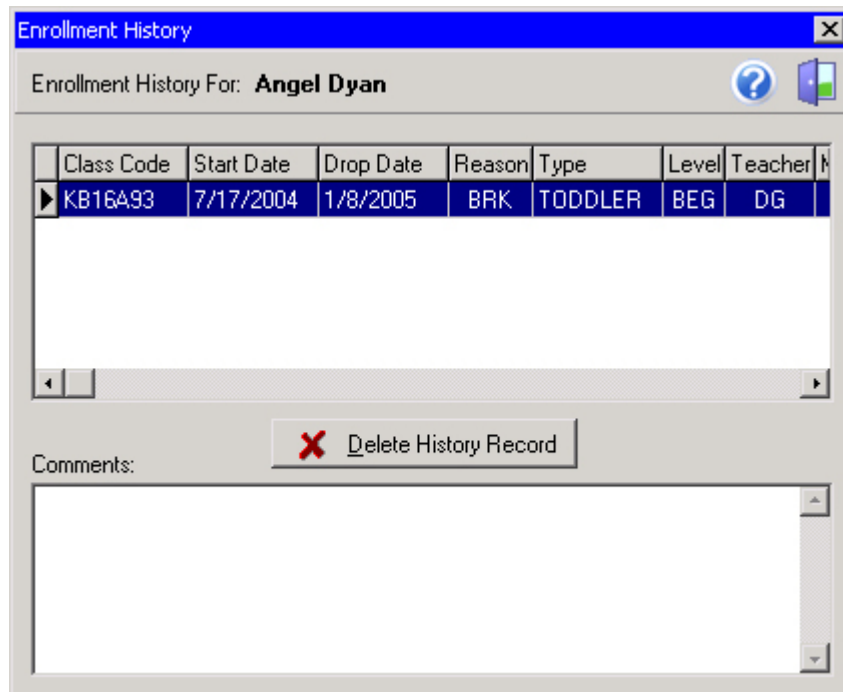 Enrollment History
Enrollment History For: Angel Dyan
Class Code Start Date Drop Date Reason Type Level Teacher
KB16A93 7/17/2004 1/8/2005 BRK TODDLER BEG DG
Delete History Record
Comments: